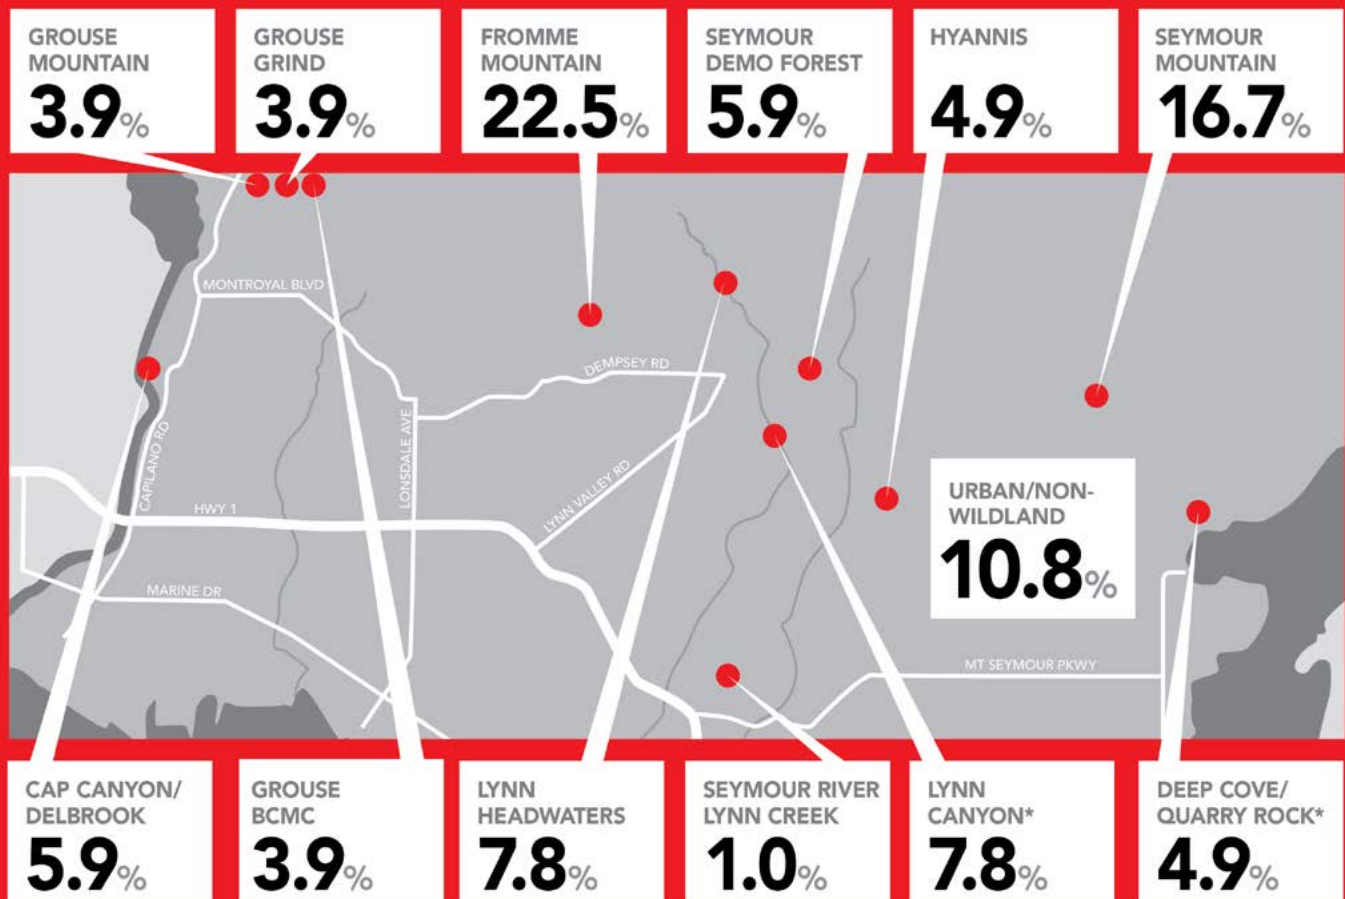 GROUSE
MOUNTAIN
3.9%
GROUSE
GRIND
3.9%
FROMME
MOUNTAIN
22.5%
SEYMOUR
DEMO FOREST
5.9%
HYANNIS
4.9%
SEYMOUR
MOUNTAIN
16.7%
MONTROYAL BLVD
DEMPSEY RD
CAPILANO RD
LONSDALE AVE
LYNN VALLEY RD
HWY 1
MARINE DR
MT SEYMOUR PKWY
URBAN/NON-
WILDLAND
10.8%
CAP CANYON/
DELBROOK
5.9%
GROUSE
BCMC
3.9%
LYNN
HEADWATERS
7.8%
SEYMOUR RIVER
LYNN CREEK
1.0%
LYNN
CANYON*
7.8%
DEEP COVE/
QUARRY ROCK*
4.9%